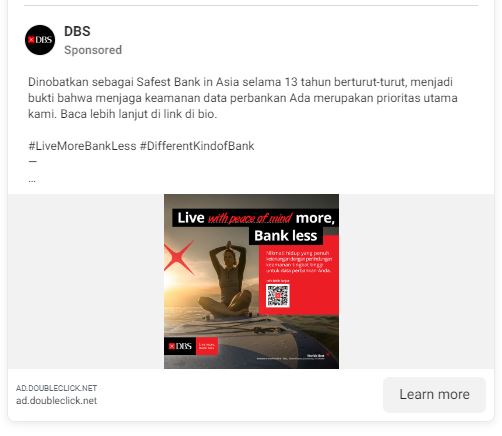 DBS
DBS
Sponsored
Dinobatkan sebagai Safest Bank in Asia selama 13 tahun berturut-turut, menjadi
bukti bahwa menjaga keamanan data perbankan Ada merupakan prioritas utama
kami. Baca lebih lanjut di link di bio.
#LiveMoreBankLess #DifferentKindofBank
—
...
Live with peace of mind more,
Bank less
Nikmati hidup yang penuh
ketenangan dengan perlindungan
keamanan tingkat tinggi
untuk data perbankan Anda.
DBS
AD.DOUBLECLICK.NET
ad.doubleclick.net
Learn more